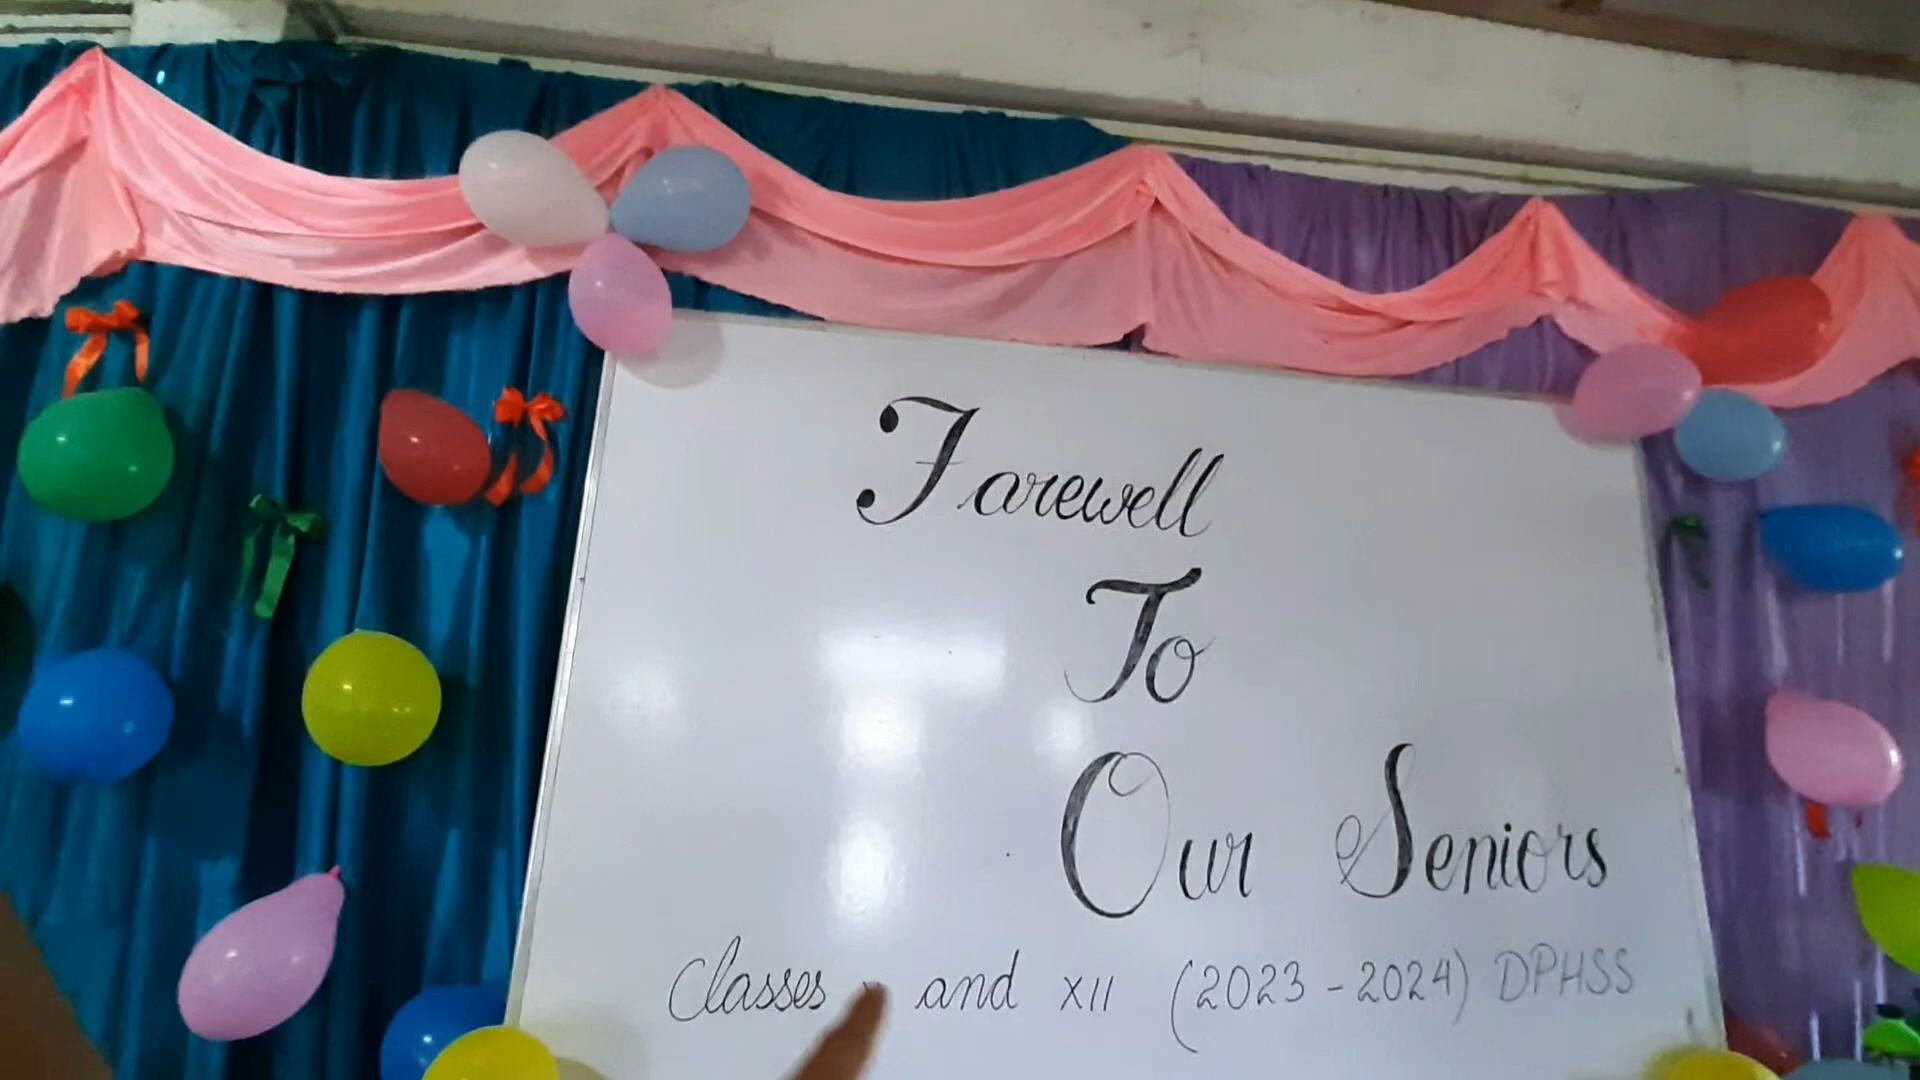 Farewell
To
Our Seniors
Classes and XII (2023-2024) DPHSS